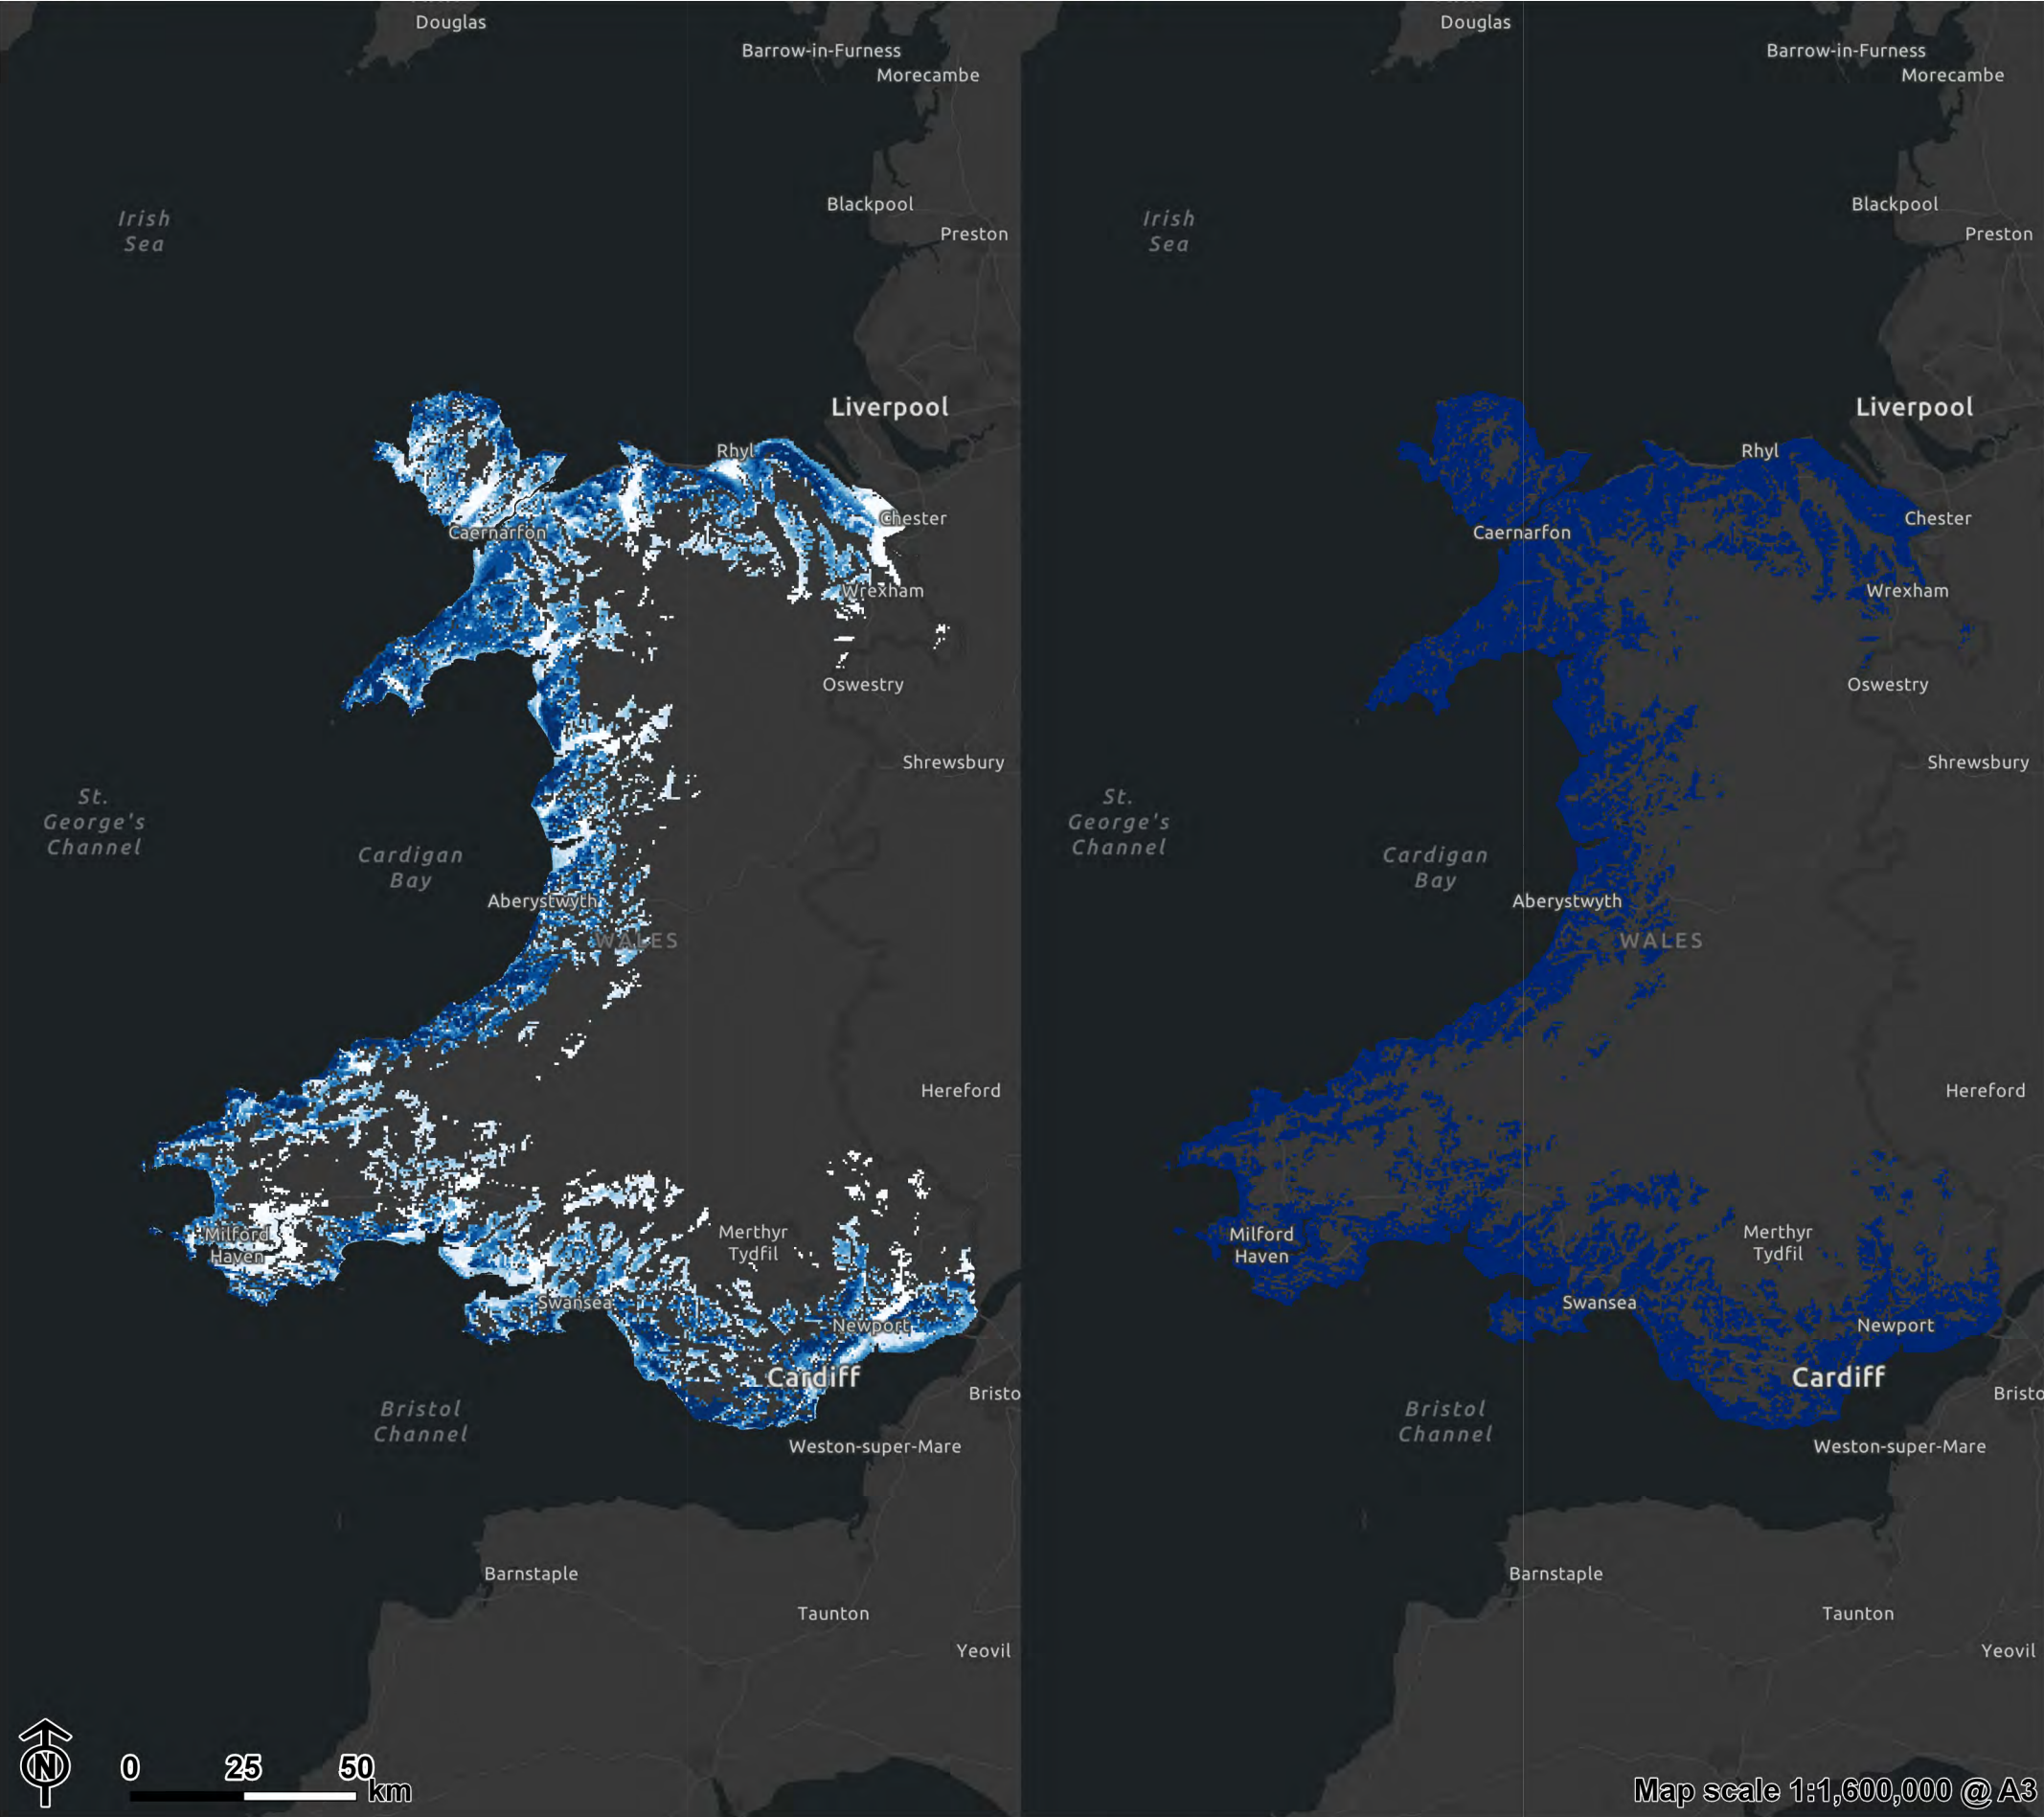 Douglas
Barrow-in-Furness
Morecambe
Blackpool
Preston
Irish
Sea
Liverpool
Rhyl
Chester
Caernarfon
Wrexham
Oswestry
Shrewsbury
St.
George's
Channel
Cardigan
Bay
Aberystwyth
WALES
Hereford
Milford
Haven
Merthyr
Tydfil
Swansea
Newport
Cardiff
Bristo
Bristol
Channel
Weston-super-Mare
Barnstaple
Taunton
Yeovil
N
0 25 50
km
Douglas
Barrow-in-Furness
Morecambe
Blackpool
Preston
Irish
Sea
Liverpool
Rhyl
Chester
Caernarfon
Wrexham
Oswestry
Shrewsbury
St.
George's
Channel
Cardigan
Bay
Aberystwyth
WALES
Hereford
Milford
Haven
Merthyr
Tydfil
Swansea
Newport
Cardiff
Bristo
Bristol
Channel
Weston-super-Mare
Barnstaple
Taunton
Yeovil
Map scale 1:1,600,000 @ A3